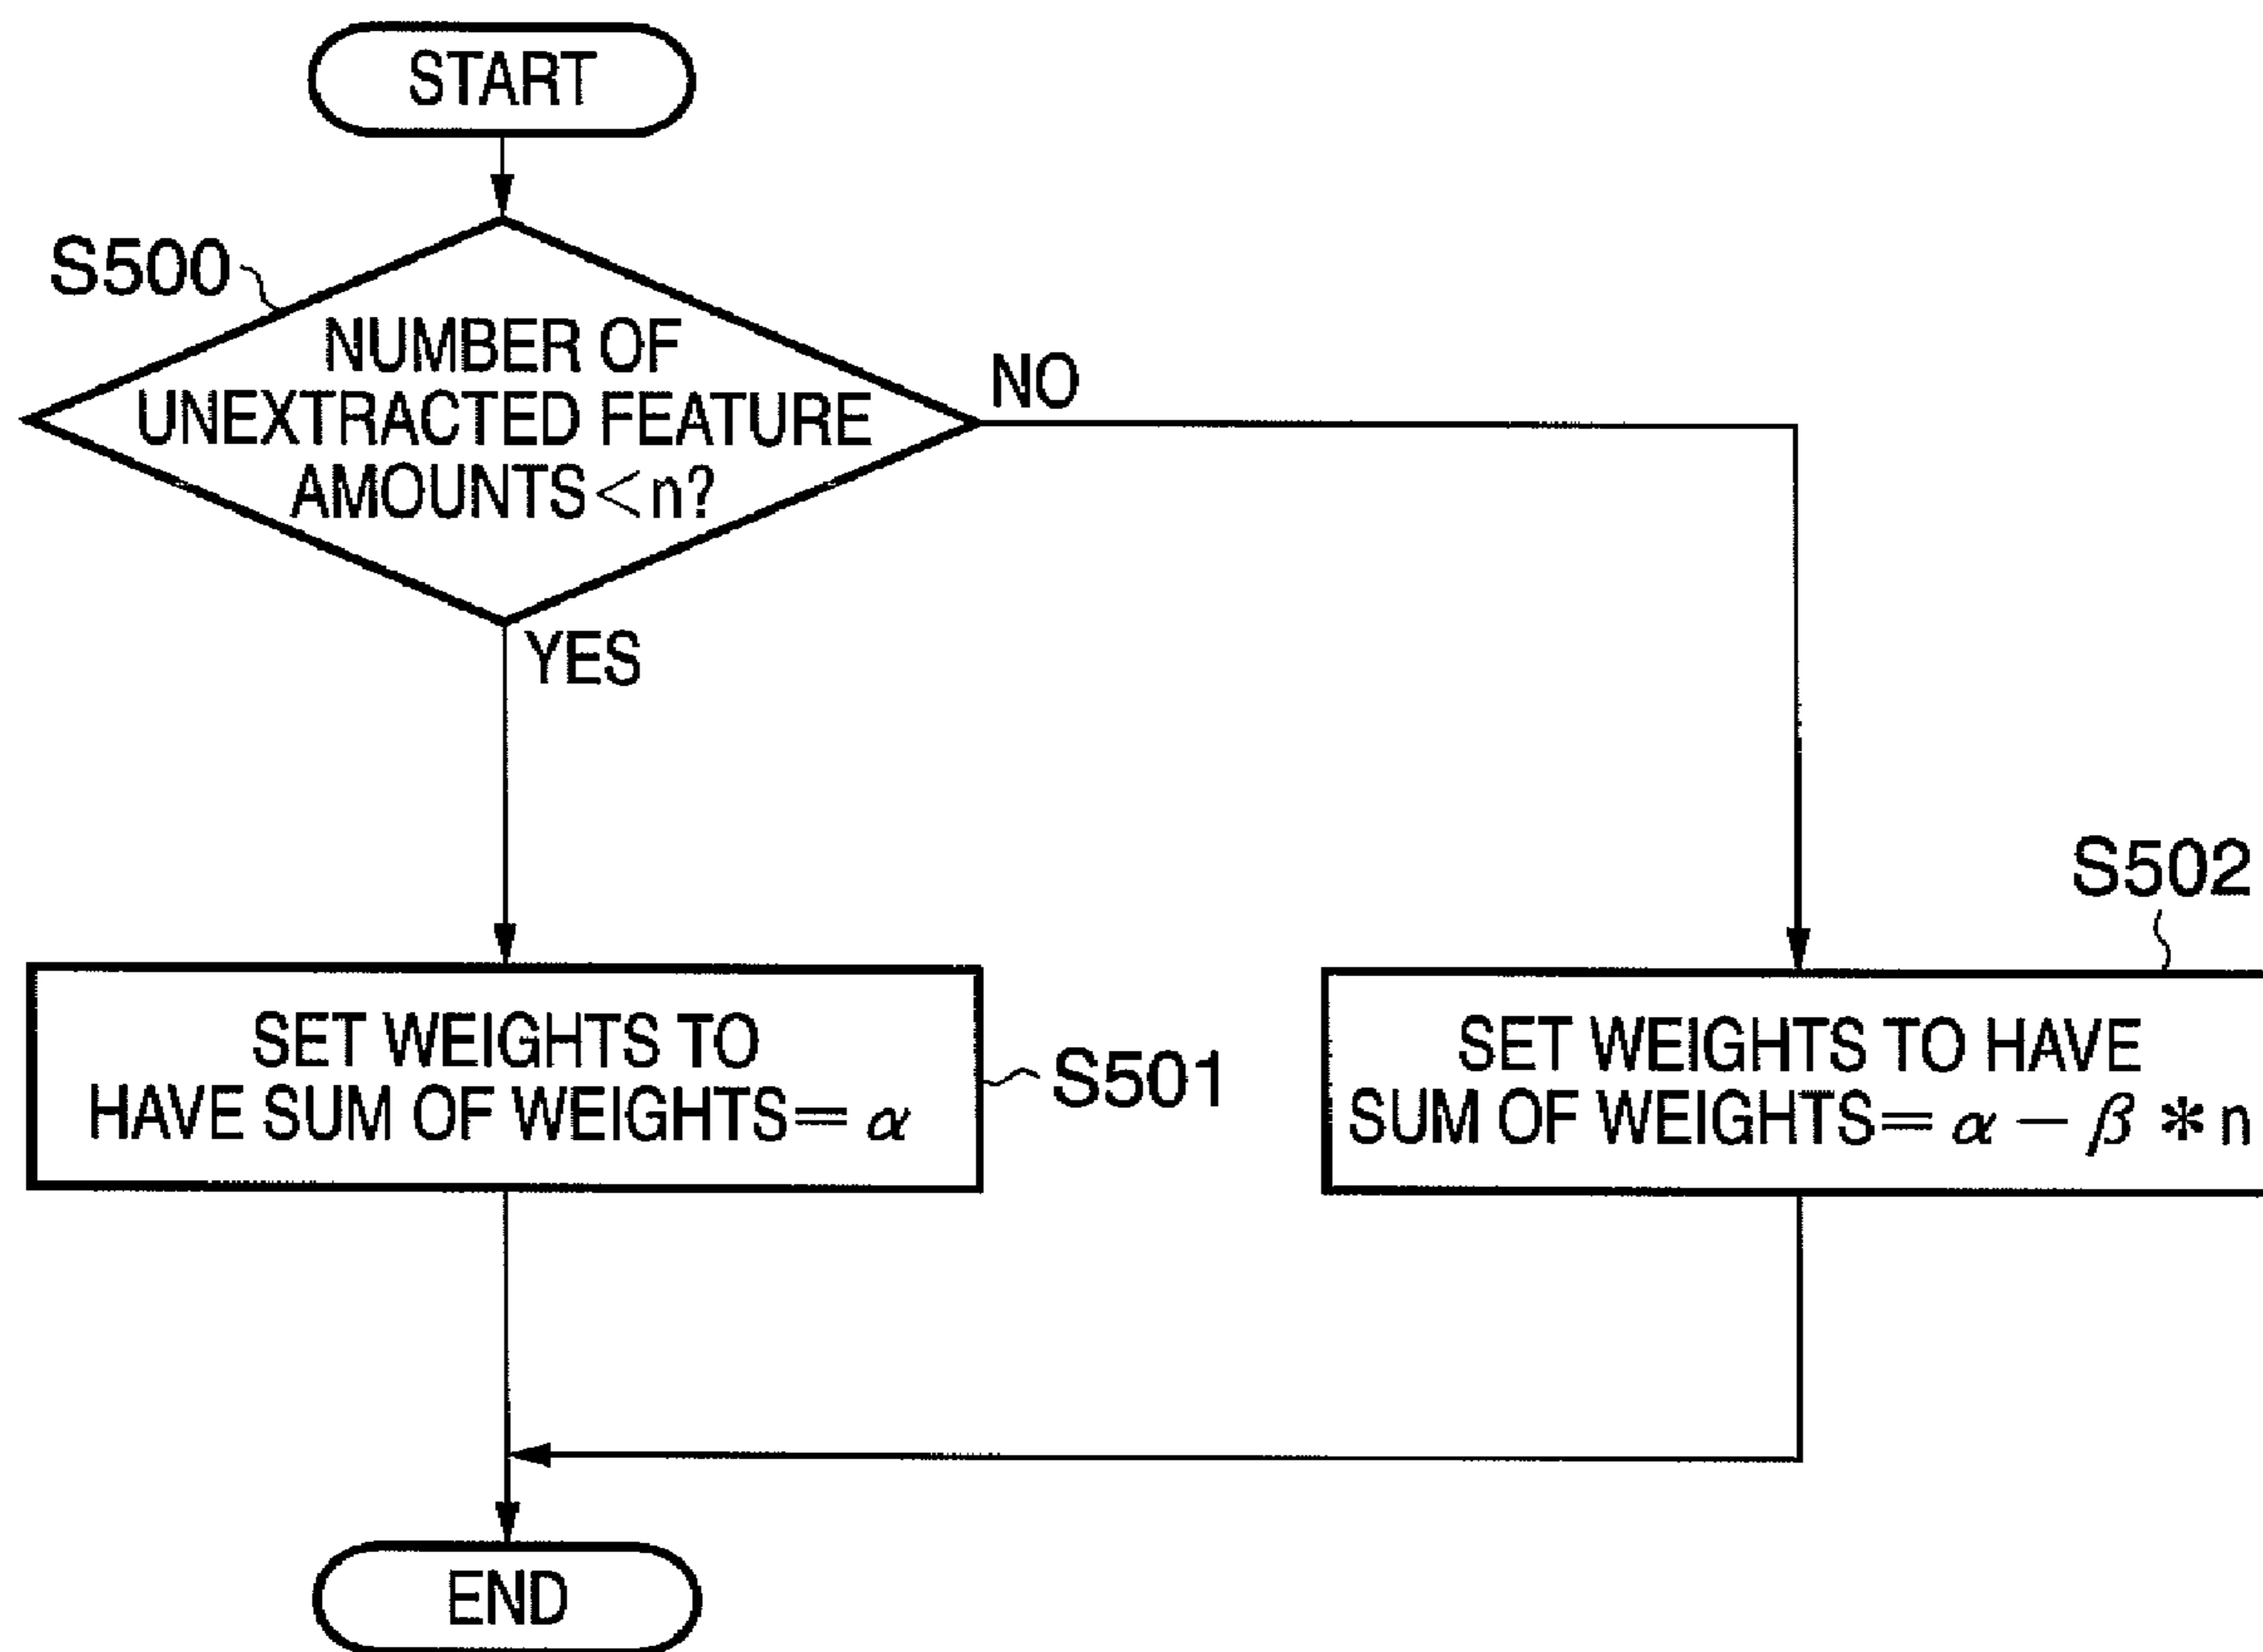 START
S500
NUMBER OF
UNEXTRACTED FEATURE
AMOUNTS<n?
NO
YES
SET WEIGHTS TO
HAVE SUM OF WEIGHTS=α
S501
S502
SET WEIGHTS TO HAVE
SUM OF WEIGHTS=α-β*n
END